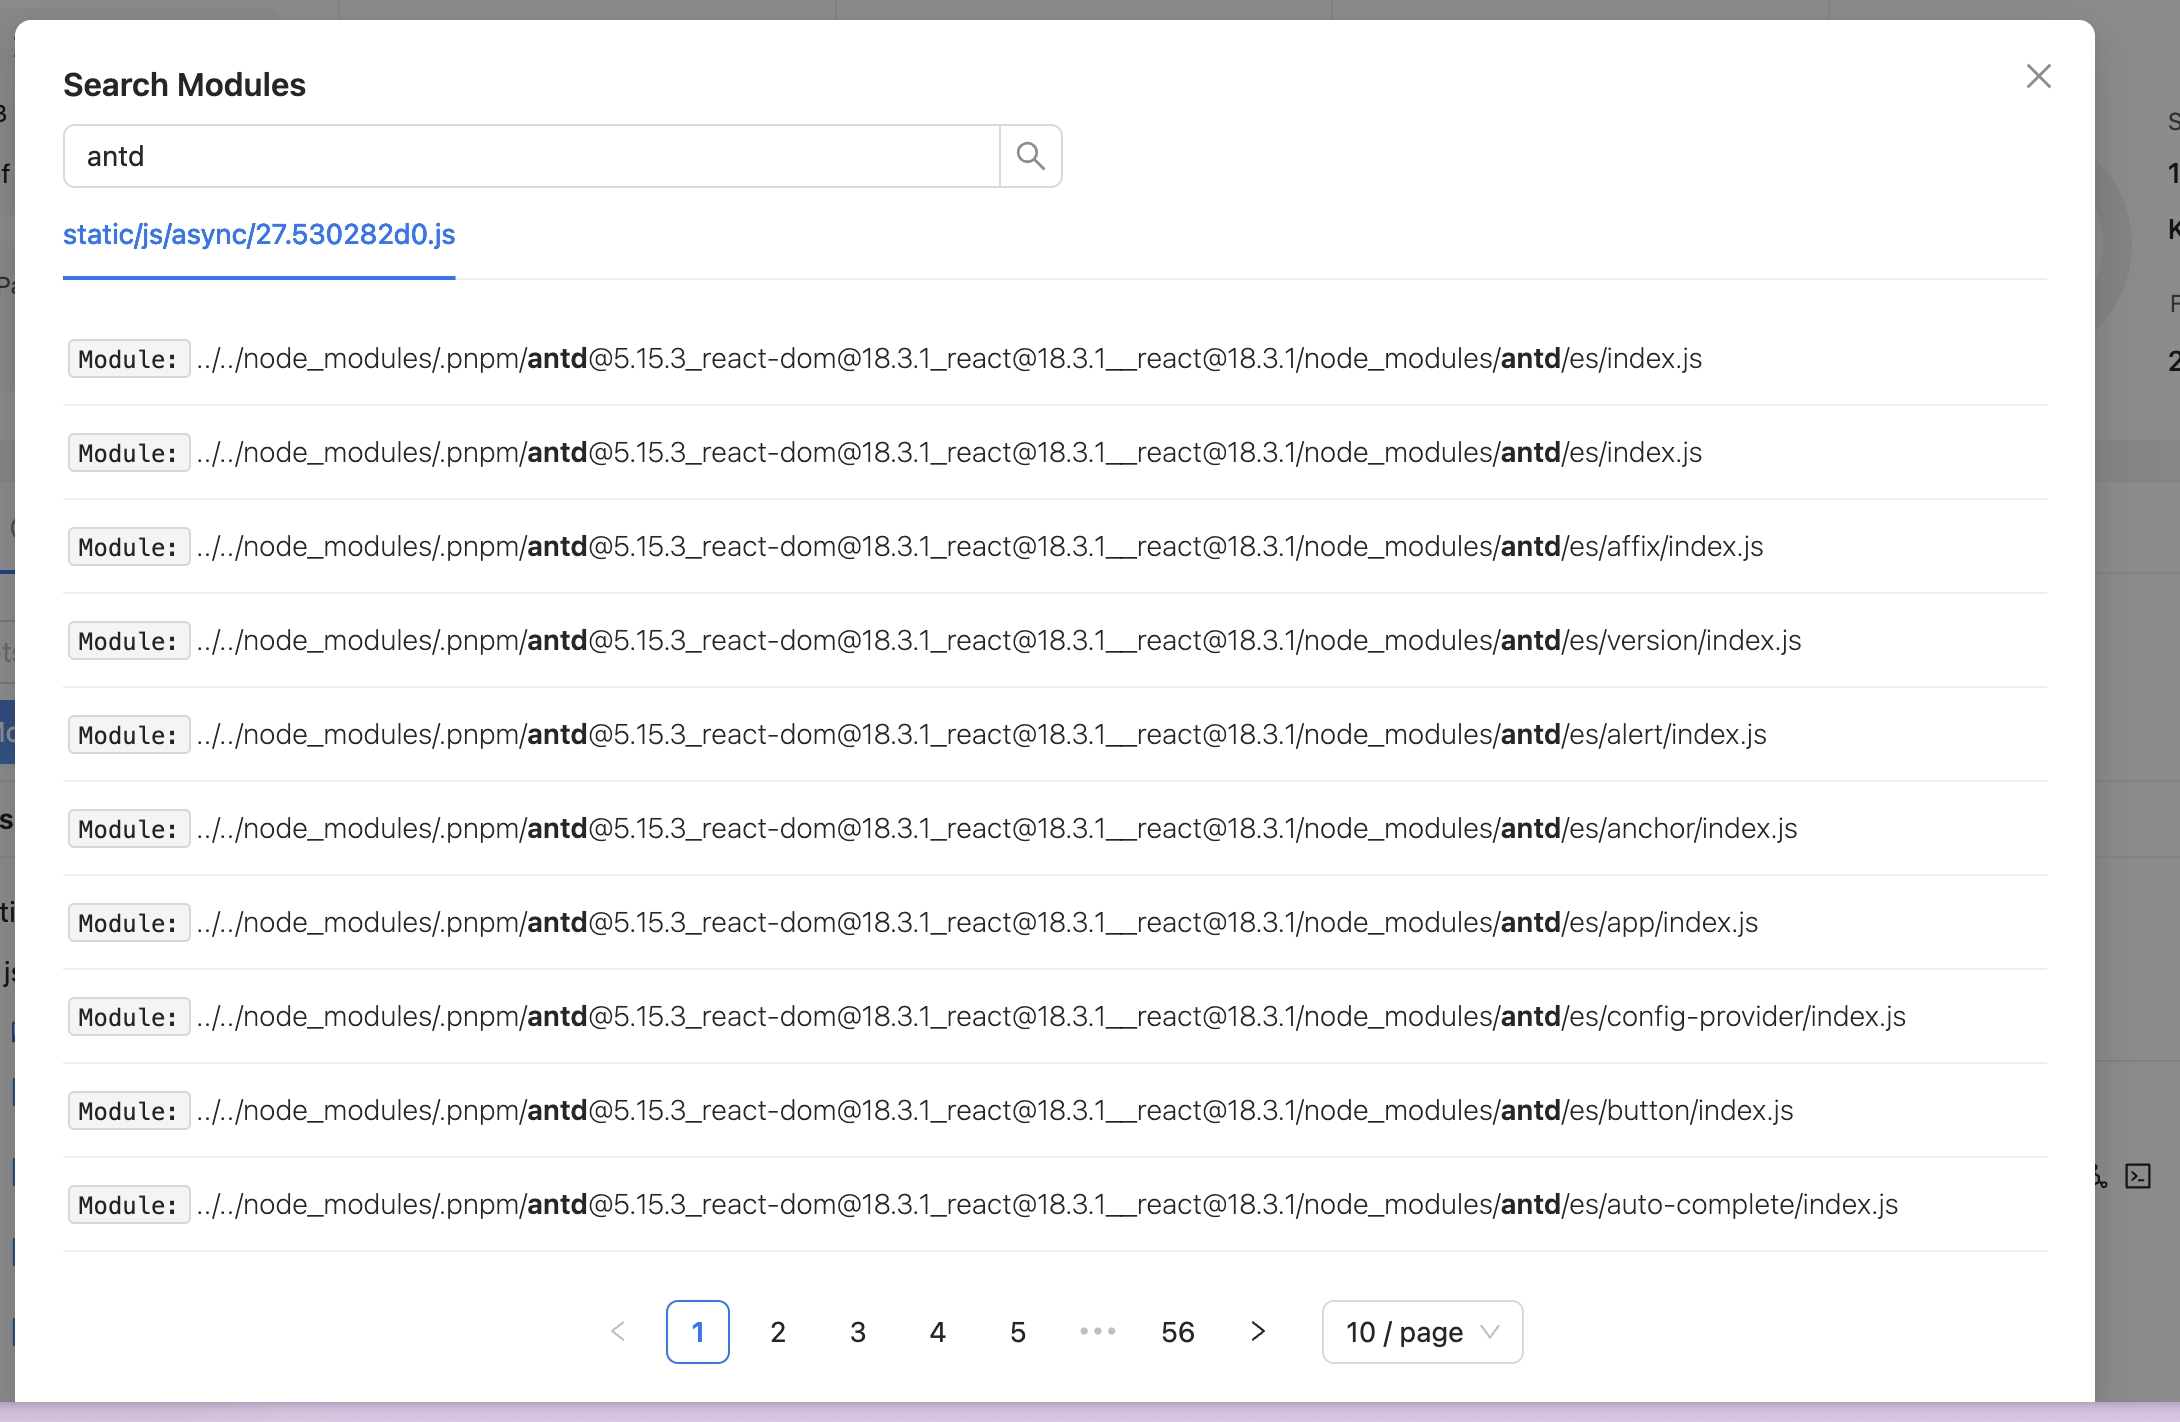 Search Modules
antd
static/js/async/27.530282d0.js
Module: ../../node_modules/.pnpm/antd@5.15.3_react-dom@18.3.1_react@18.3.1__react@18.3.1/node_modules/antd/es/index.js
Module: ../../node_modules/.pnpm/antd@5.15.3_react-dom@18.3.1_react@18.3.1__react@18.3.1/node_modules/antd/es/index.js
Module: ../../node_modules/.pnpm/antd@5.15.3_react-dom@18.3.1_react@18.3.1__react@18.3.1/node_modules/antd/es/affix/index.js
Module: ../../node_modules/.pnpm/antd@5.15.3_react-dom@18.3.1_react@18.3.1__react@18.3.1/node_modules/antd/es/version/index.js
Module: ../../node_modules/.pnpm/antd@5.15.3_react-dom@18.3.1_react@18.3.1__react@18.3.1/node_modules/antd/es/alert/index.js
Module: ../../node_modules/.pnpm/antd@5.15.3_react-dom@18.3.1_react@18.3.1__react@18.3.1/node_modules/antd/es/anchor/index.js
Module: ../../node_modules/.pnpm/antd@5.15.3_react-dom@18.3.1_react@18.3.1__react@18.3.1/node_modules/antd/es/app/index.js
Module: ../../node_modules/.pnpm/antd@5.15.3_react-dom@18.3.1_react@18.3.1__react@18.3.1/node_modules/antd/es/config-provider/index.js
Module: ../../node_modules/.pnpm/antd@5.15.3_react-dom@18.3.1_react@18.3.1__react@18.3.1/node_modules/antd/es/button/index.js
Module: ../../node_modules/.pnpm/antd@5.15.3_react-dom@18.3.1_react@18.3.1__react@18.3.1/node_modules/antd/es/auto-complete/index.js
1 2 3 4 5 ••• 56 10 / page